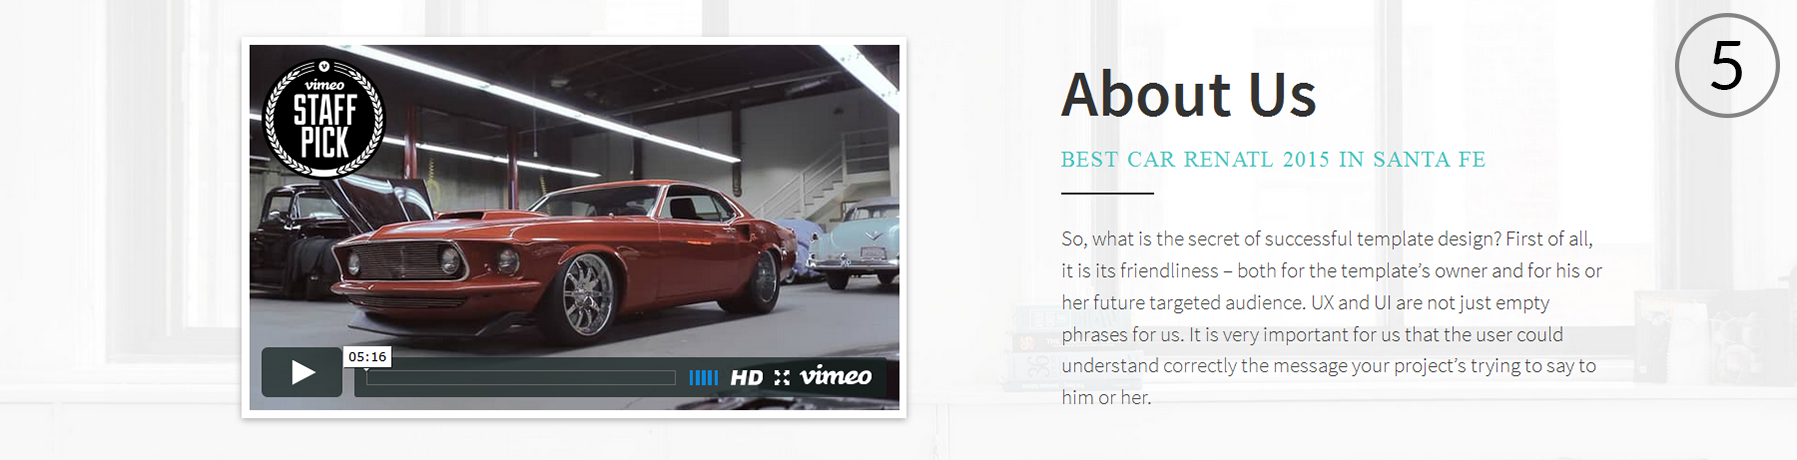 vimeo
STAFF
PICK
05:16
HD vimeo
About Us
BEST CAR RENATL 2015 IN SANTA FE
So, what is the secret of successful template design? First of all,
it is its friendliness – both for the template’s owner and for his or
her future targeted audience. UX and UI are not just empty
phrases for us. It is very important for us that the user could
understand correctly the message your project’s trying to say to
him or her.
5